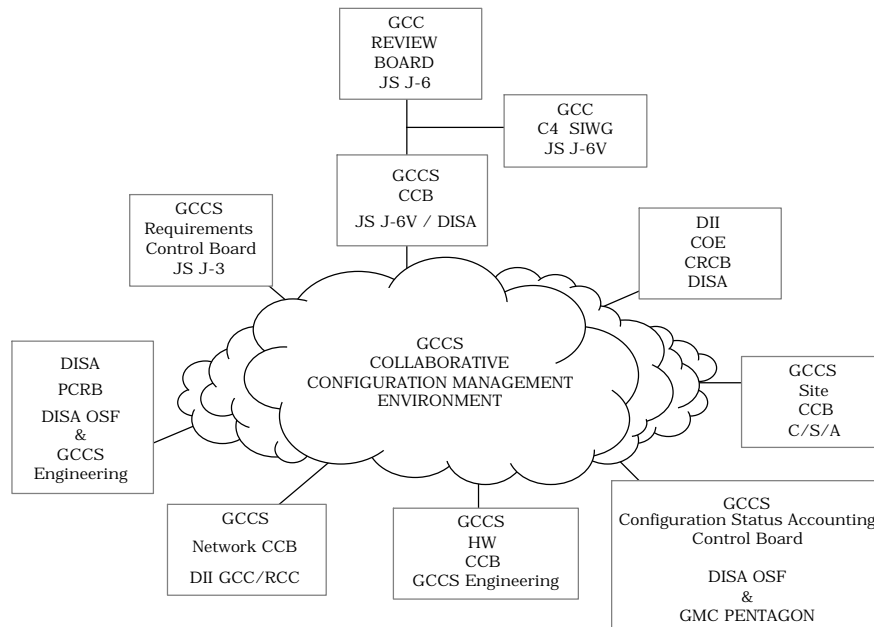 GCC
REVIEW
BOARD
JS J-6
GCC
C4 SIWG
JS J-6V
GCCS
CCB
JS J-6V / DISA
GCCS
Requirements
Control Board
JS J-3
DII
COE
CRCB
DISA
GCCS
COLLABORATIVE
CONFIGURATION MANAGEMENT
ENVIRONMENT
DISA
PCRB
DISA OSF
&
GCCS
Engineering
GCCS
Site
CCB
C/S/A
GCCS
Network CCB
DII GCC/RCC
GCCS
HW
CCB
GCCS Engineering
GCCS
Configuration Status Accounting
Control Board
DISA OSF
&
GMC PENTAGON